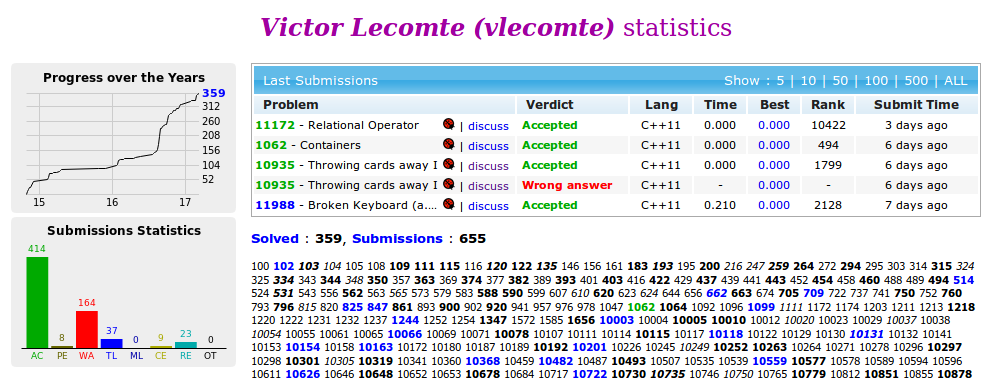 Victor Lecomte (vlecomte) statistics
Progress over the Years
359
312
260
208
156
104
52
15 16 17
Submissions Statistics
414
8
164
37
0
9
23
0
AC PE WA TL ML CE RE OT
Last Submissions Show : 5 | 10 | 50 | 100 | 500 | ALL
Problem Verdict Lang Time Best Rank Submit Time
11172 - Relational Operator | discuss Accepted C++11 0.000 0.000 10422 3 days ago
1062 - Containers | discuss Accepted C++11 0.000 0.000 494 6 days ago
10935 - Throwing cards away I | discuss Accepted C++11 0.000 0.000 1799 6 days ago
10935 - Throwing cards away I | discuss Wrong answer C++11 - 0.000 - 6 days ago
11988 - Broken Keyboard (a.... | discuss Accepted C++11 0.210 0.000 2128 7 days ago
Solved : 359, Submissions : 655
100 102 103 104 105 108 109 111 115 116 120 122 135 146 156 161 183 193 195 200 216 247 259 264 272 294 295 303 314 315 324
325 334 343 344 348 350 357 363 369 374 377 382 389 393 401 403 416 422 429 437 439 441 443 452 454 458 460 488 489 494 514
524 531 543 556 562 563 565 573 579 583 588 590 599 607 610 620 623 624 644 656 662 663 674 705 709 722 737 741 750 752 760
793 796 815 820 825 847 861 893 900 902 920 941 957 976 978 1047 1062 1064 1092 1096 1099 1111 1172 1174 1203 1211 1213 1218
1220 1222 1231 1232 1237 1244 1252 1254 1347 1572 1585 1656 10003 10004 10005 10010 10012 10020 10023 10029 10037 10038
10054 10055 10061 10065 10066 10069 10071 10077 10078 10107 10111 10114 10115 10117 10118 10122 10129 10130 10131 10132 10141
10153 10154 10158 10163 10172 10180 10187 10189 10192 10201 10226 10245 10249 10252 10263 10264 10271 10278 10296 10297
10298 10301 10305 10319 10341 10360 10368 10459 10482 10487 10493 10507 10535 10539 10559 10577 10578 10589 10594 10596
10611 10626 10646 10648 10652 10653 10678 10684 10717 10722 10730 10735 10746 10750 10765 10779 10812 10851 10855 10878